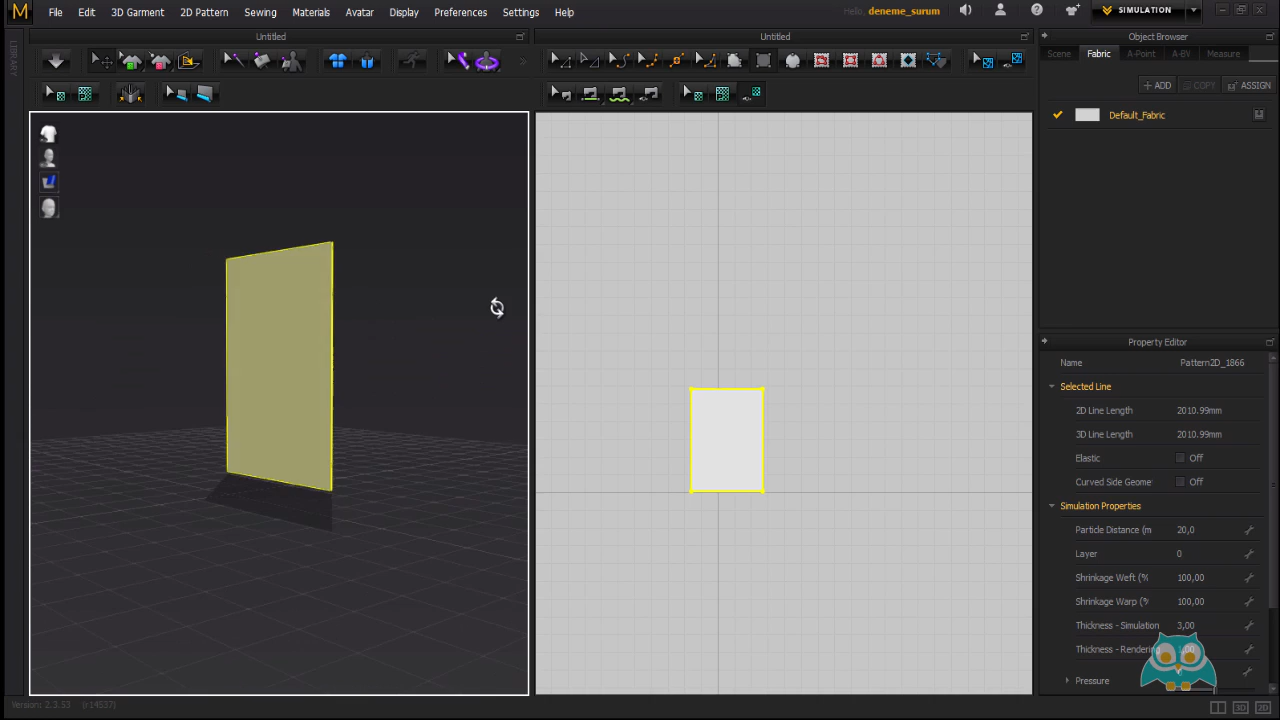 M File Edit 3D Garment 2D Pattern Sewing Materials Avatar Display Preferences Settings Help Hello, deneme_surum SIMULATION
LIBRARY
Untitled
Untitled
Object Browser
Scene Fabric A-Point A-BV Measure
ADD COPY ASSIGN
Default_Fabric
Property Editor
Name Pattern2D_1866
Selected Line
2D Line Length 2010.99mm
3D Line Length 2010.99mm
Elastic Off
Curved Side Geome Off
Simulation Properties
Particle Distance (m 20,0
Layer 0
Shrinkage Weft (% 100,00
Shrinkage Warp (% 100,00
Thickness - Simulation 3,00
Thickness - Rendering
Pressure
Version: 2.3.53 (r14537)
3D 2D